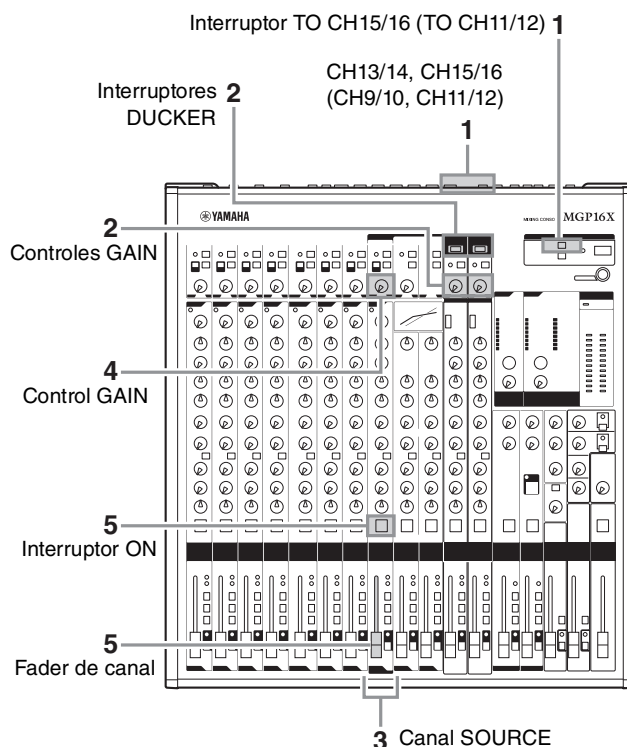 Interruptor TO CH15/16 (TO CH11/12) 1
CH13/14, CH15/16
(CH9/10, CH11/12)
1
Interruptores 2
DUCKER
YAMAHA
MIXING CONSO MGP16X
2
Controles GAIN
4
Control GAIN
5
Interruptor ON
5
Fader de canal
3 Canal SOURCE